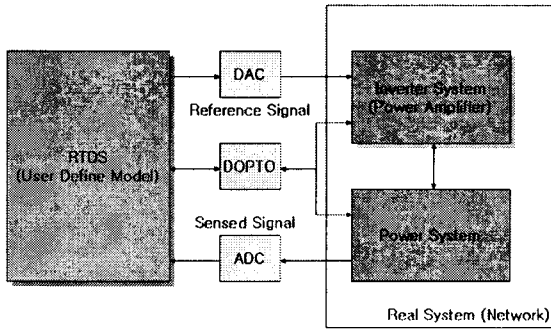 DAC
Reference Signal
Inverter System
(Power Amplifier)
RTDS
(User Define Model)
DOPTO
Sensed Signal
ADC
Power System
Real System (Network)